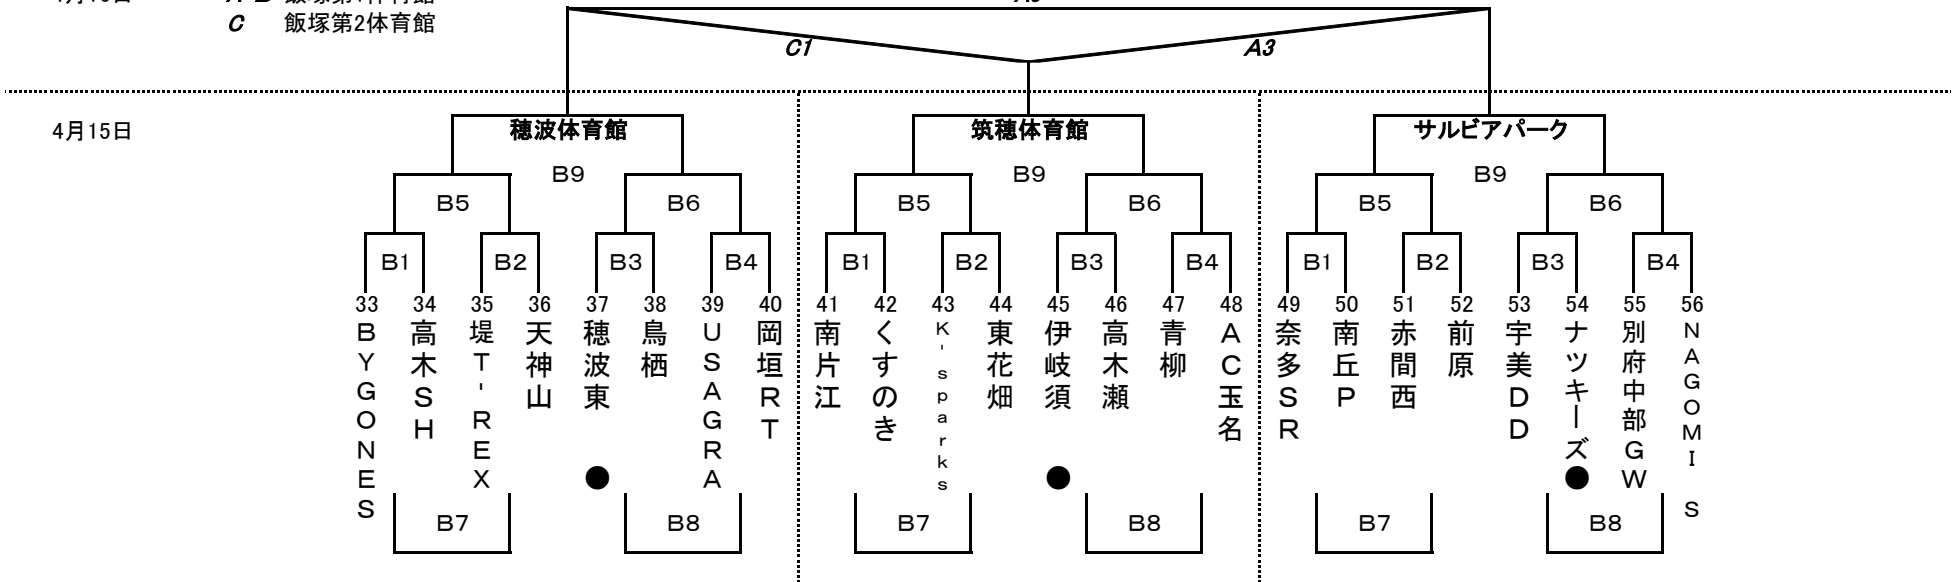 C 飯塚第2体育館
C1 A3
4月15日
穂波体育館 筑穂体育館 サルビアパーク
B9 B9 B9
B5 B6 B5 B6 B5 B6
B1 B2 B3 B4 B1 B2 B3 B4 B1 B2 B3 B4
33 34 35 36 37 38 39 40 41 42 43 44 45 46 47 48 49 50 51 52 53 54 55 56
BYGONES
高木SH
堤T'REX
天神山
穂波東●
鳥栖
USAGRA
岡垣RT
南片江
くすのき
K'sparks
東花畑
伊岐須●
高木瀬
青柳
AC玉名
奈多SR
南丘P
赤間西
前原
宇美DD
ナツキーズ●
別府中部GW
NAGOMI S
B7 B8 B7 B8 B7 B8